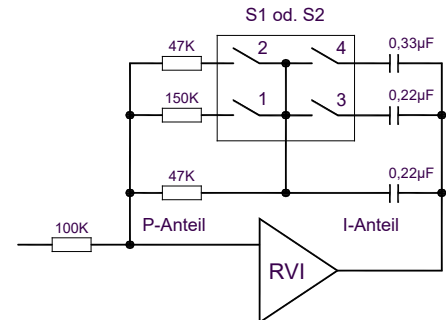 S1 od. S2
47K
2
4
0,33µF
150K
1
3
0,22µF
47K
0,22µF
100K
P-Anteil
I-Anteil
RVI